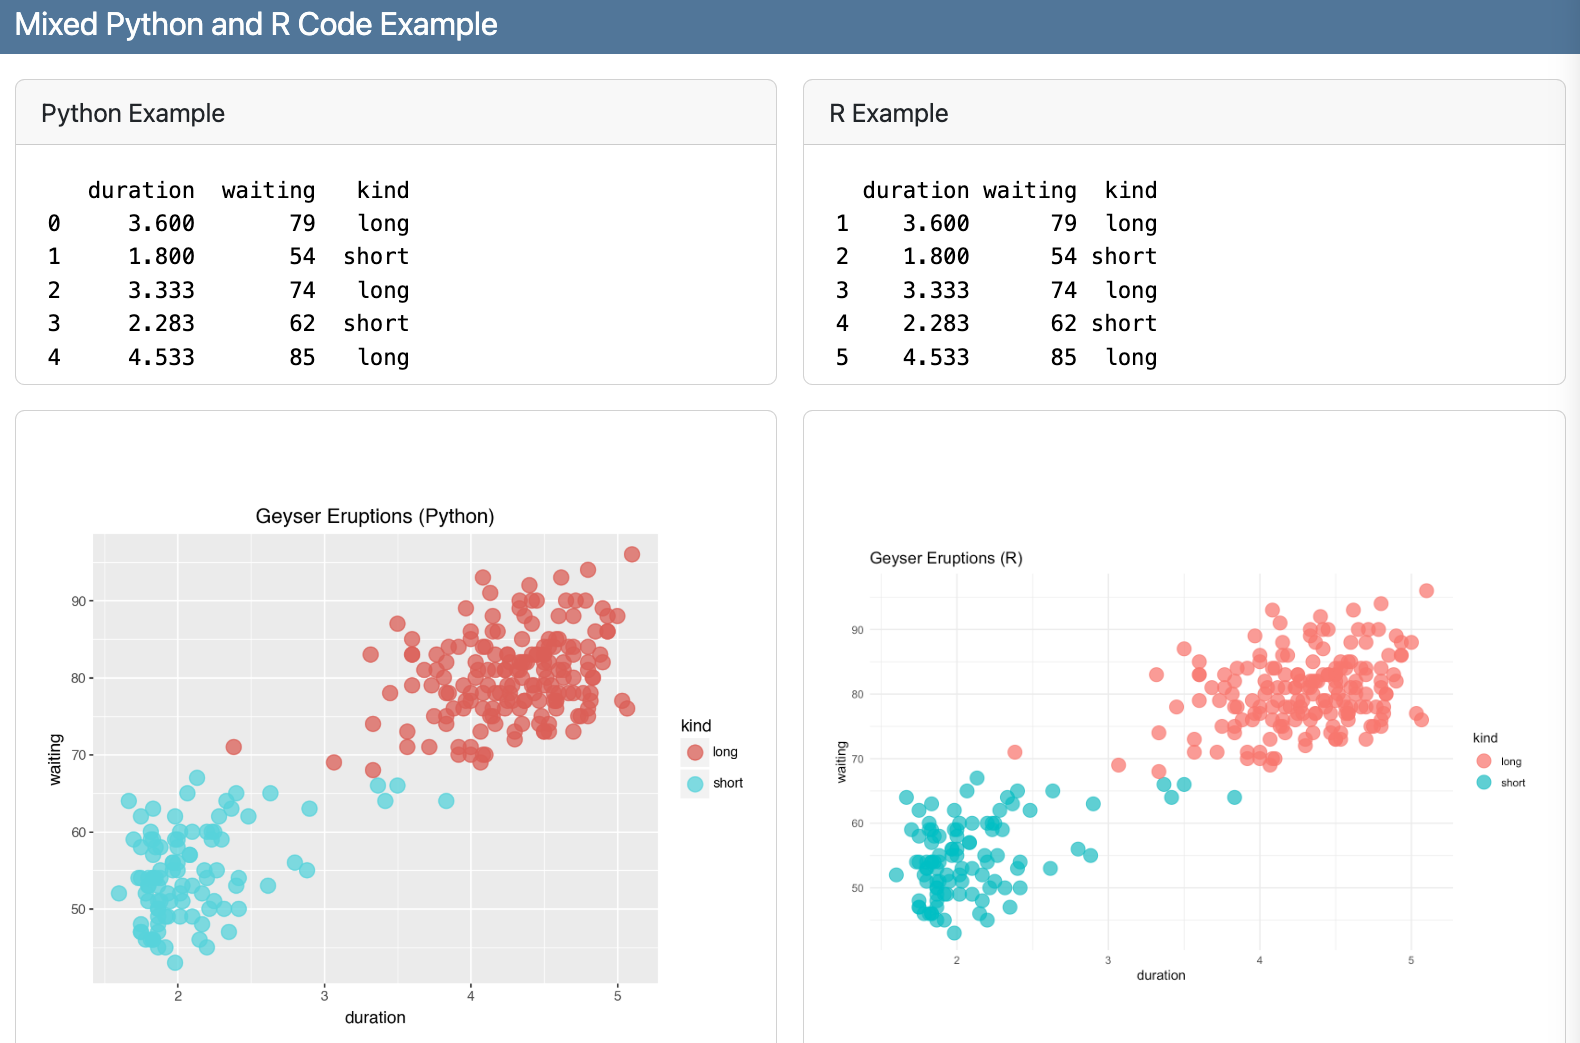 Mixed Python and R Code Example
Python Example
duration waiting kind
0 3.600 79 long
1 1.800 54 short
2 3.333 74 long
3 2.283 62 short
4 4.533 85 long
R Example
duration waiting kind
1 3.600 79 long
2 1.800 54 short
3 3.333 74 long
4 2.283 62 short
5 4.533 85 long
Geyser Eruptions (Python)
90
80
70
60
50
waiting
2 3 4 5
duration
kind
long
short
Geyser Eruptions (R)
90
80
70
60
50
waiting
2 3 4 5
duration
kind
long
short